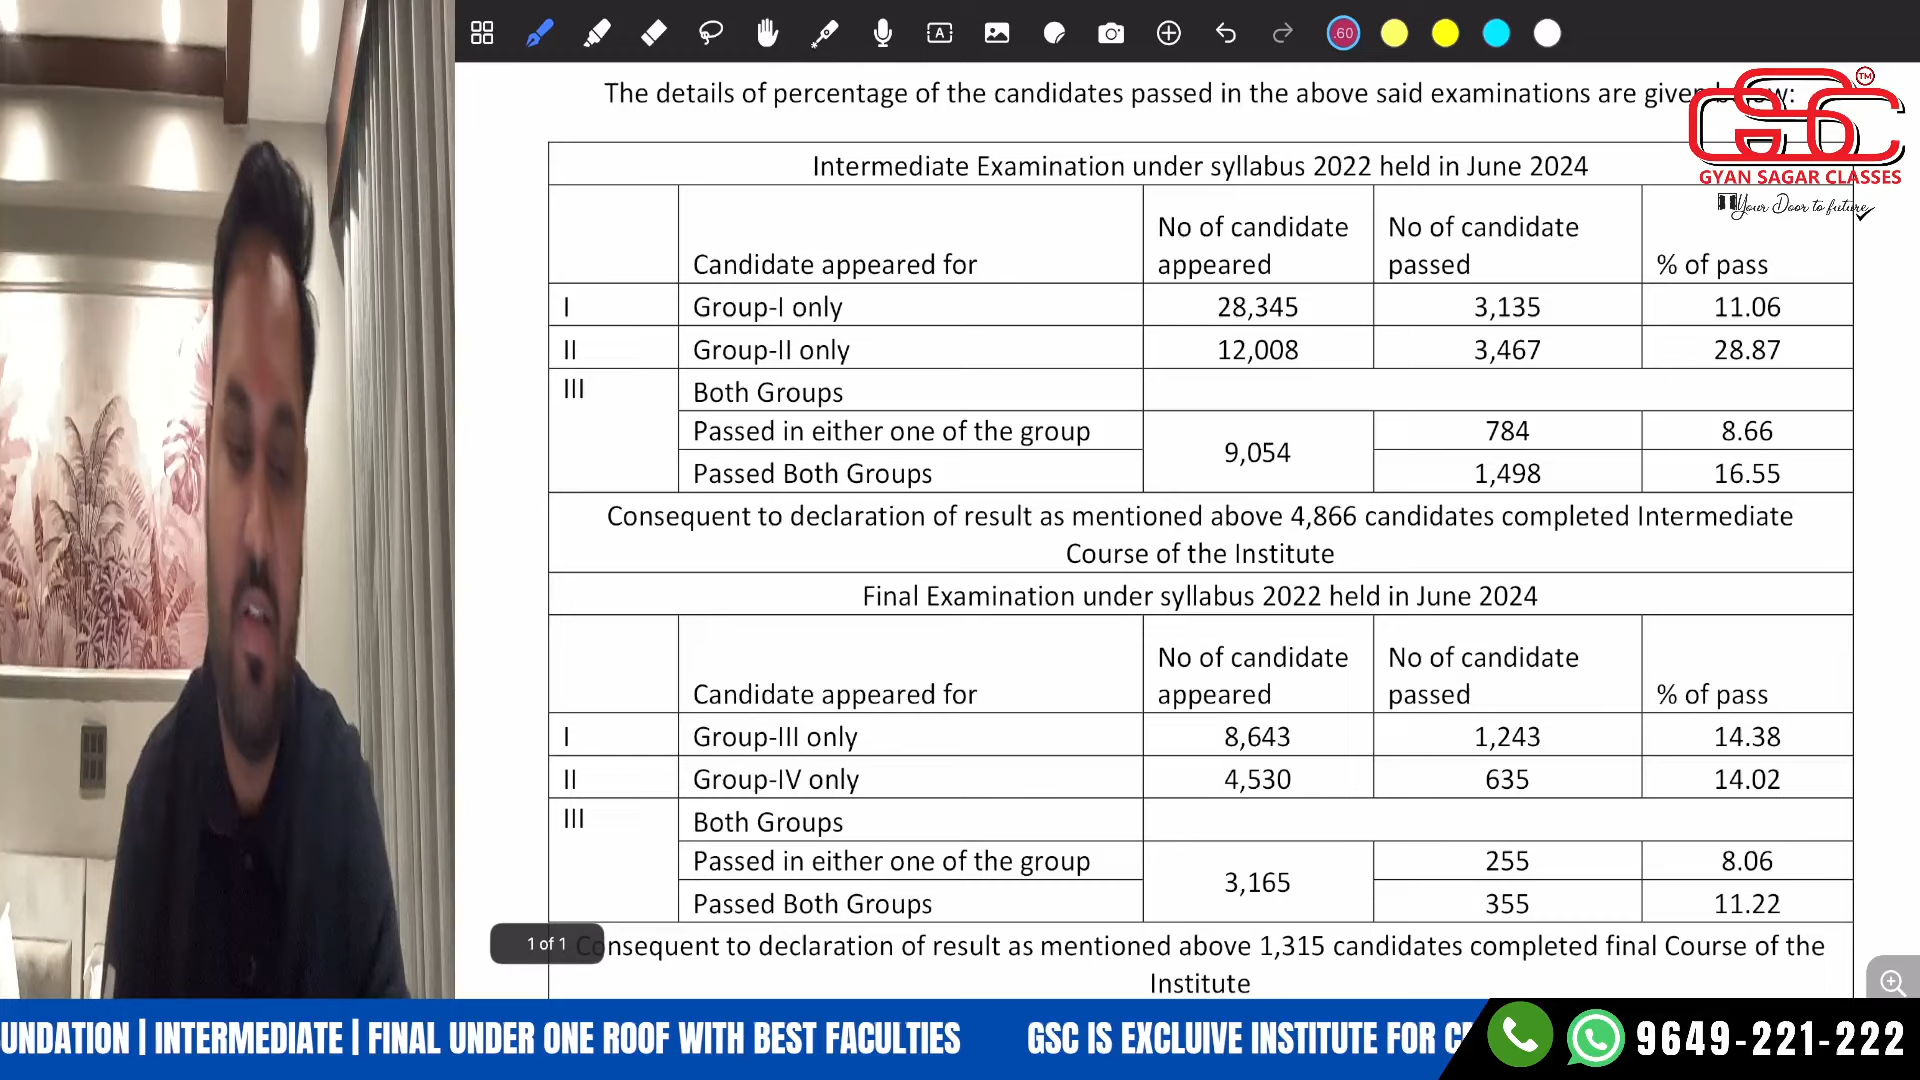 .60
The details of percentage of the candidates passed in the above said examinations are given below:
TM
GSC
GYAN SAGAR CLASSES
Your Door to future
Intermediate Examination under syllabus 2022 held in June 2024
Candidate appeared for
No of candidate appeared
No of candidate passed
% of pass
I Group-I only 28,345 3,135 11.06
II Group-II only 12,008 3,467 28.87
III Both Groups
Passed in either one of the group 9,054 784 8.66
Passed Both Groups 1,498 16.55
Consequent to declaration of result as mentioned above 4,866 candidates completed Intermediate
Course of the Institute
Final Examination under syllabus 2022 held in June 2024
Candidate appeared for
No of candidate appeared
No of candidate passed
% of pass
I Group-III only 8,643 1,243 14.38
II Group-IV only 4,530 635 14.02
III Both Groups
Passed in either one of the group 3,165 255 8.06
Passed Both Groups 355 11.22
1 of 1
Consequent to declaration of result as mentioned above 1,315 candidates completed final Course of the
Institute
UNDATION | INTERMEDIATE | FINAL UNDER ONE ROOF WITH BEST FACULTIES GSC IS EXCLUIVE INSTITUTE FOR
9649-221-222